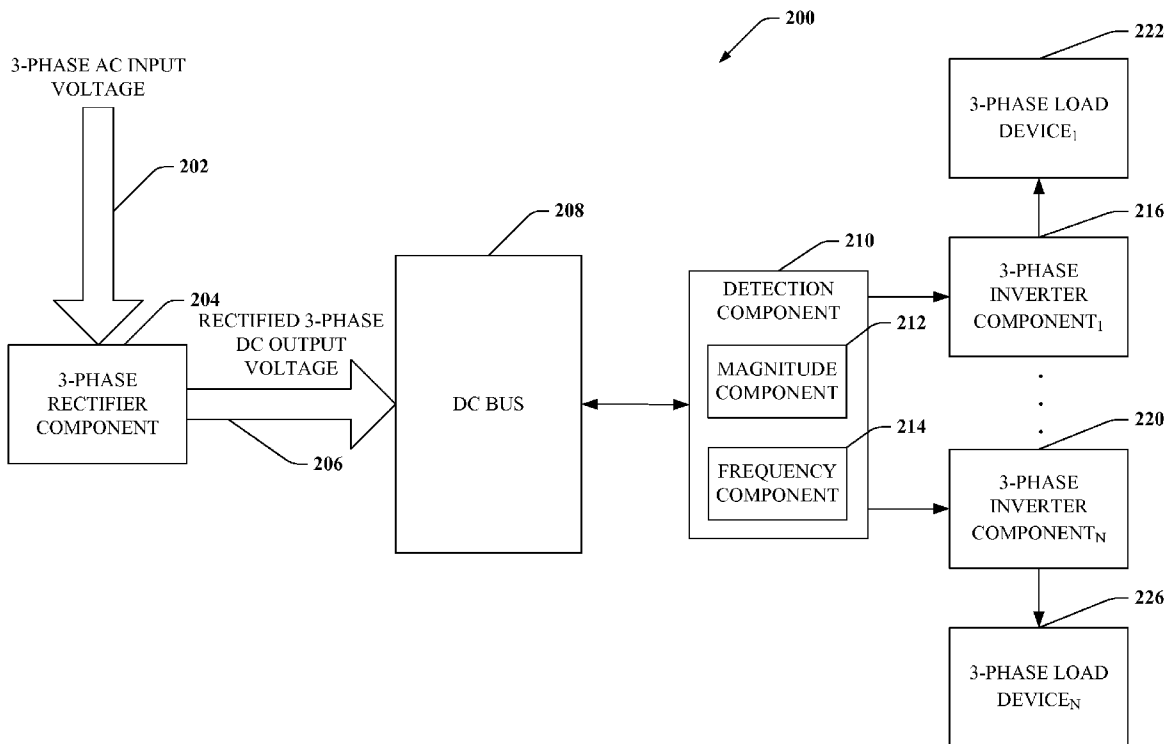 200
222
3-PHASE AC INPUT
VOLTAGE
3-PHASE LOAD
DEVICE1
202
216
208
210
3-PHASE
INVERTER
COMPONENT1
DETECTION
COMPONENT
204
RECTIFIED 3-PHASE
DC OUTPUT
VOLTAGE
212
3-PHASE
RECTIFIER
COMPONENT
DC BUS
MAGNITUDE
COMPONENT
.
.
.
206
214
220
FREQUENCY
COMPONENT
3-PHASE
INVERTER
COMPONENTN
226
3-PHASE LOAD
DEVICEN